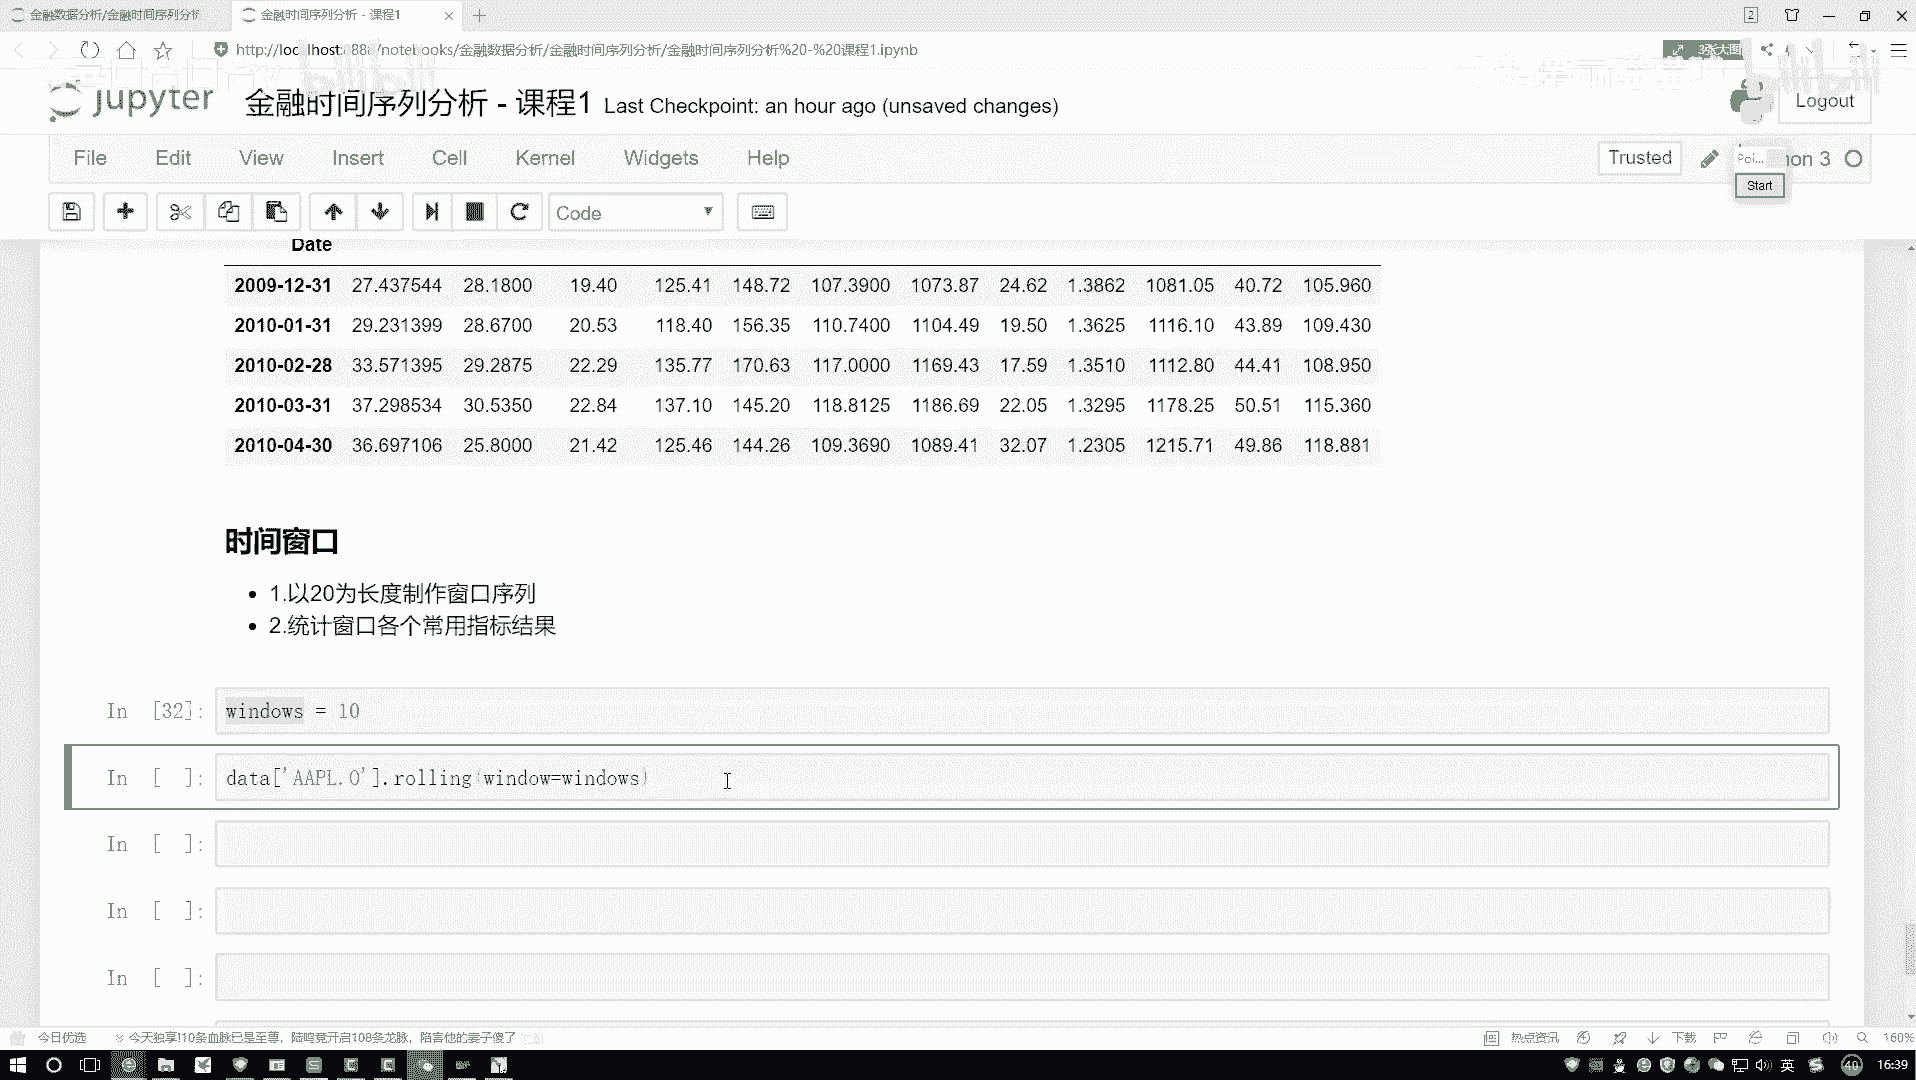 金融数据分析/金融时间序列分析
金融时间序列分析 - 课程1
2
http://localhost:8888/notebooks/金融数据分析/金融时间序列分析/金融时间序列分析%20-%20课程1.ipynb
3张大图
bilibili
bilibili
jupyter
金融时间序列分析 - 课程1 Last Checkpoint: an hour ago (unsaved changes)
Logout
File Edit View Insert Cell Kernel Widgets Help
Trusted
Poi...
hon 3
Start
Code
Date
2009-12-31 27.437544 28.1800 19.40 125.41 148.72 107.3900 1073.87 24.62 1.3862 1081.05 40.72 105.960
2010-01-31 29.231399 28.6700 20.53 118.40 156.35 110.7400 1104.49 19.50 1.3625 1116.10 43.89 109.430
2010-02-28 33.571395 29.2875 22.29 135.77 170.63 117.0000 1169.43 17.59 1.3510 1112.80 44.41 108.950
2010-03-31 37.298534 30.5350 22.84 137.10 145.20 118.8125 1186.69 22.05 1.3295 1178.25 50.51 115.360
2010-04-30 36.697106 25.8000 21.42 125.46 144.26 109.3690 1089.41 32.07 1.2305 1215.71 49.86 118.881
时间窗口
1.以20为长度制作窗口序列
2.统计窗口各个常用指标结果
In [32]: windows = 10
In [ ]: data['AAPL.O'].rolling(window=windows)
In [ ]:
In [ ]:
In [ ]:
今日优选 今天独享!10条血脉已是至尊，陆鸣竟开启108条龙脉，陷害他的妻子傻了
热点资讯 下载 160%
英 40 16:39